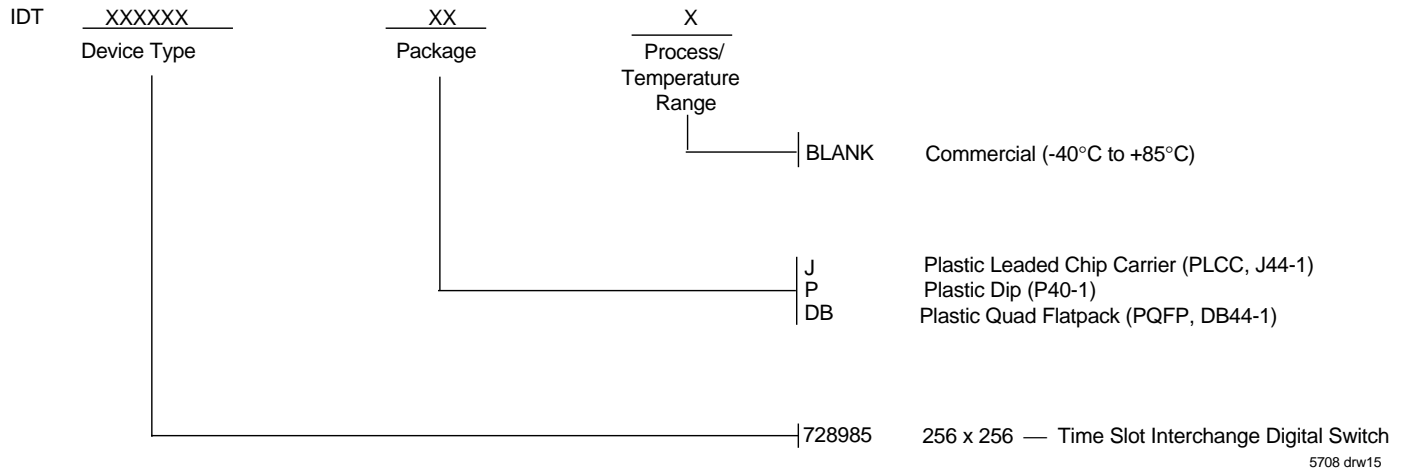 IDT XXXXXX XX X
Device Type Package Process/
Temperature
Range
BLANK Commercial (-40°C to +85°C)
J Plastic Leaded Chip Carrier (PLCC, J44-1)
P Plastic Dip (P40-1)
DB Plastic Quad Flatpack (PQFP, DB44-1)
728985 256 x 256 — Time Slot Interchange Digital Switch
5708 drw15